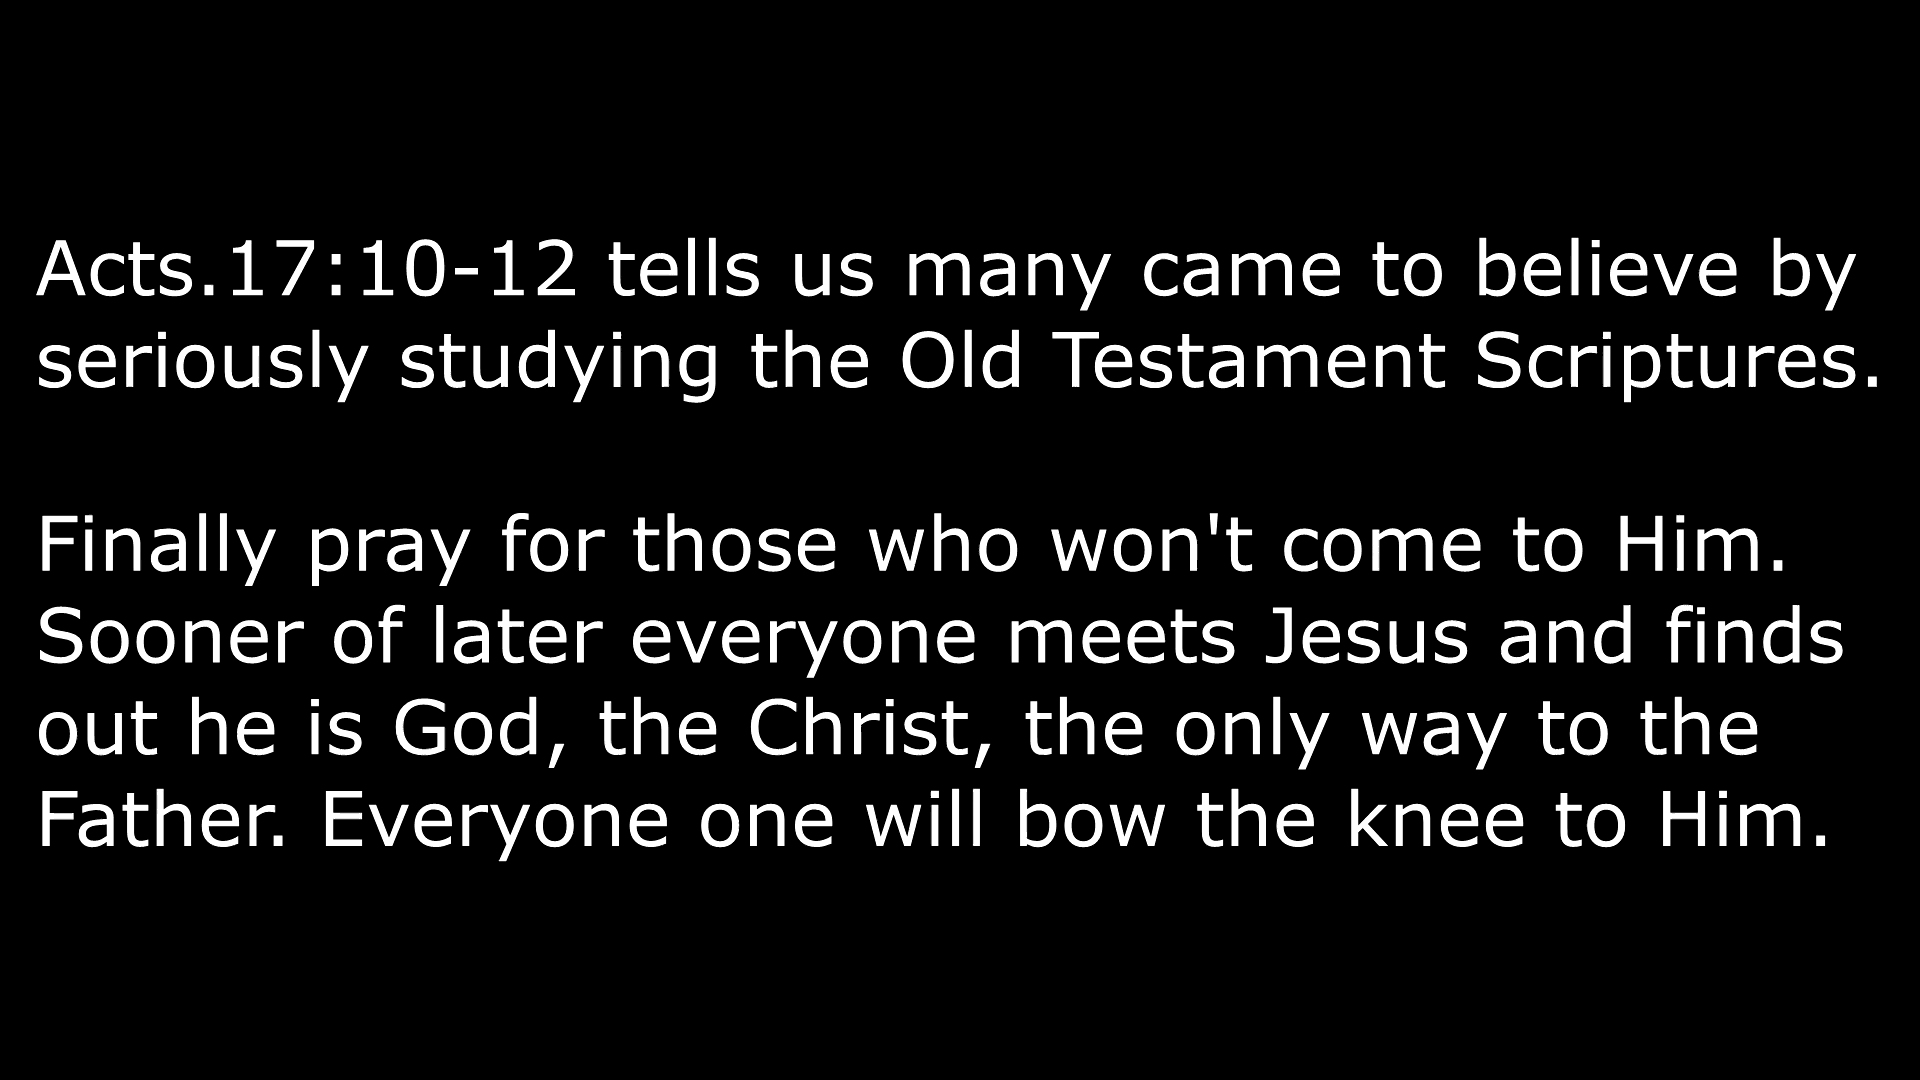 Acts.17:10-12 tells us many came to believe by
seriously studying the Old Testament Scriptures.
Finally pray for those who won't come to Him.
Sooner of later everyone meets Jesus and finds
out he is God, the Christ, the only way to the
Father. Everyone one will bow the knee to Him.